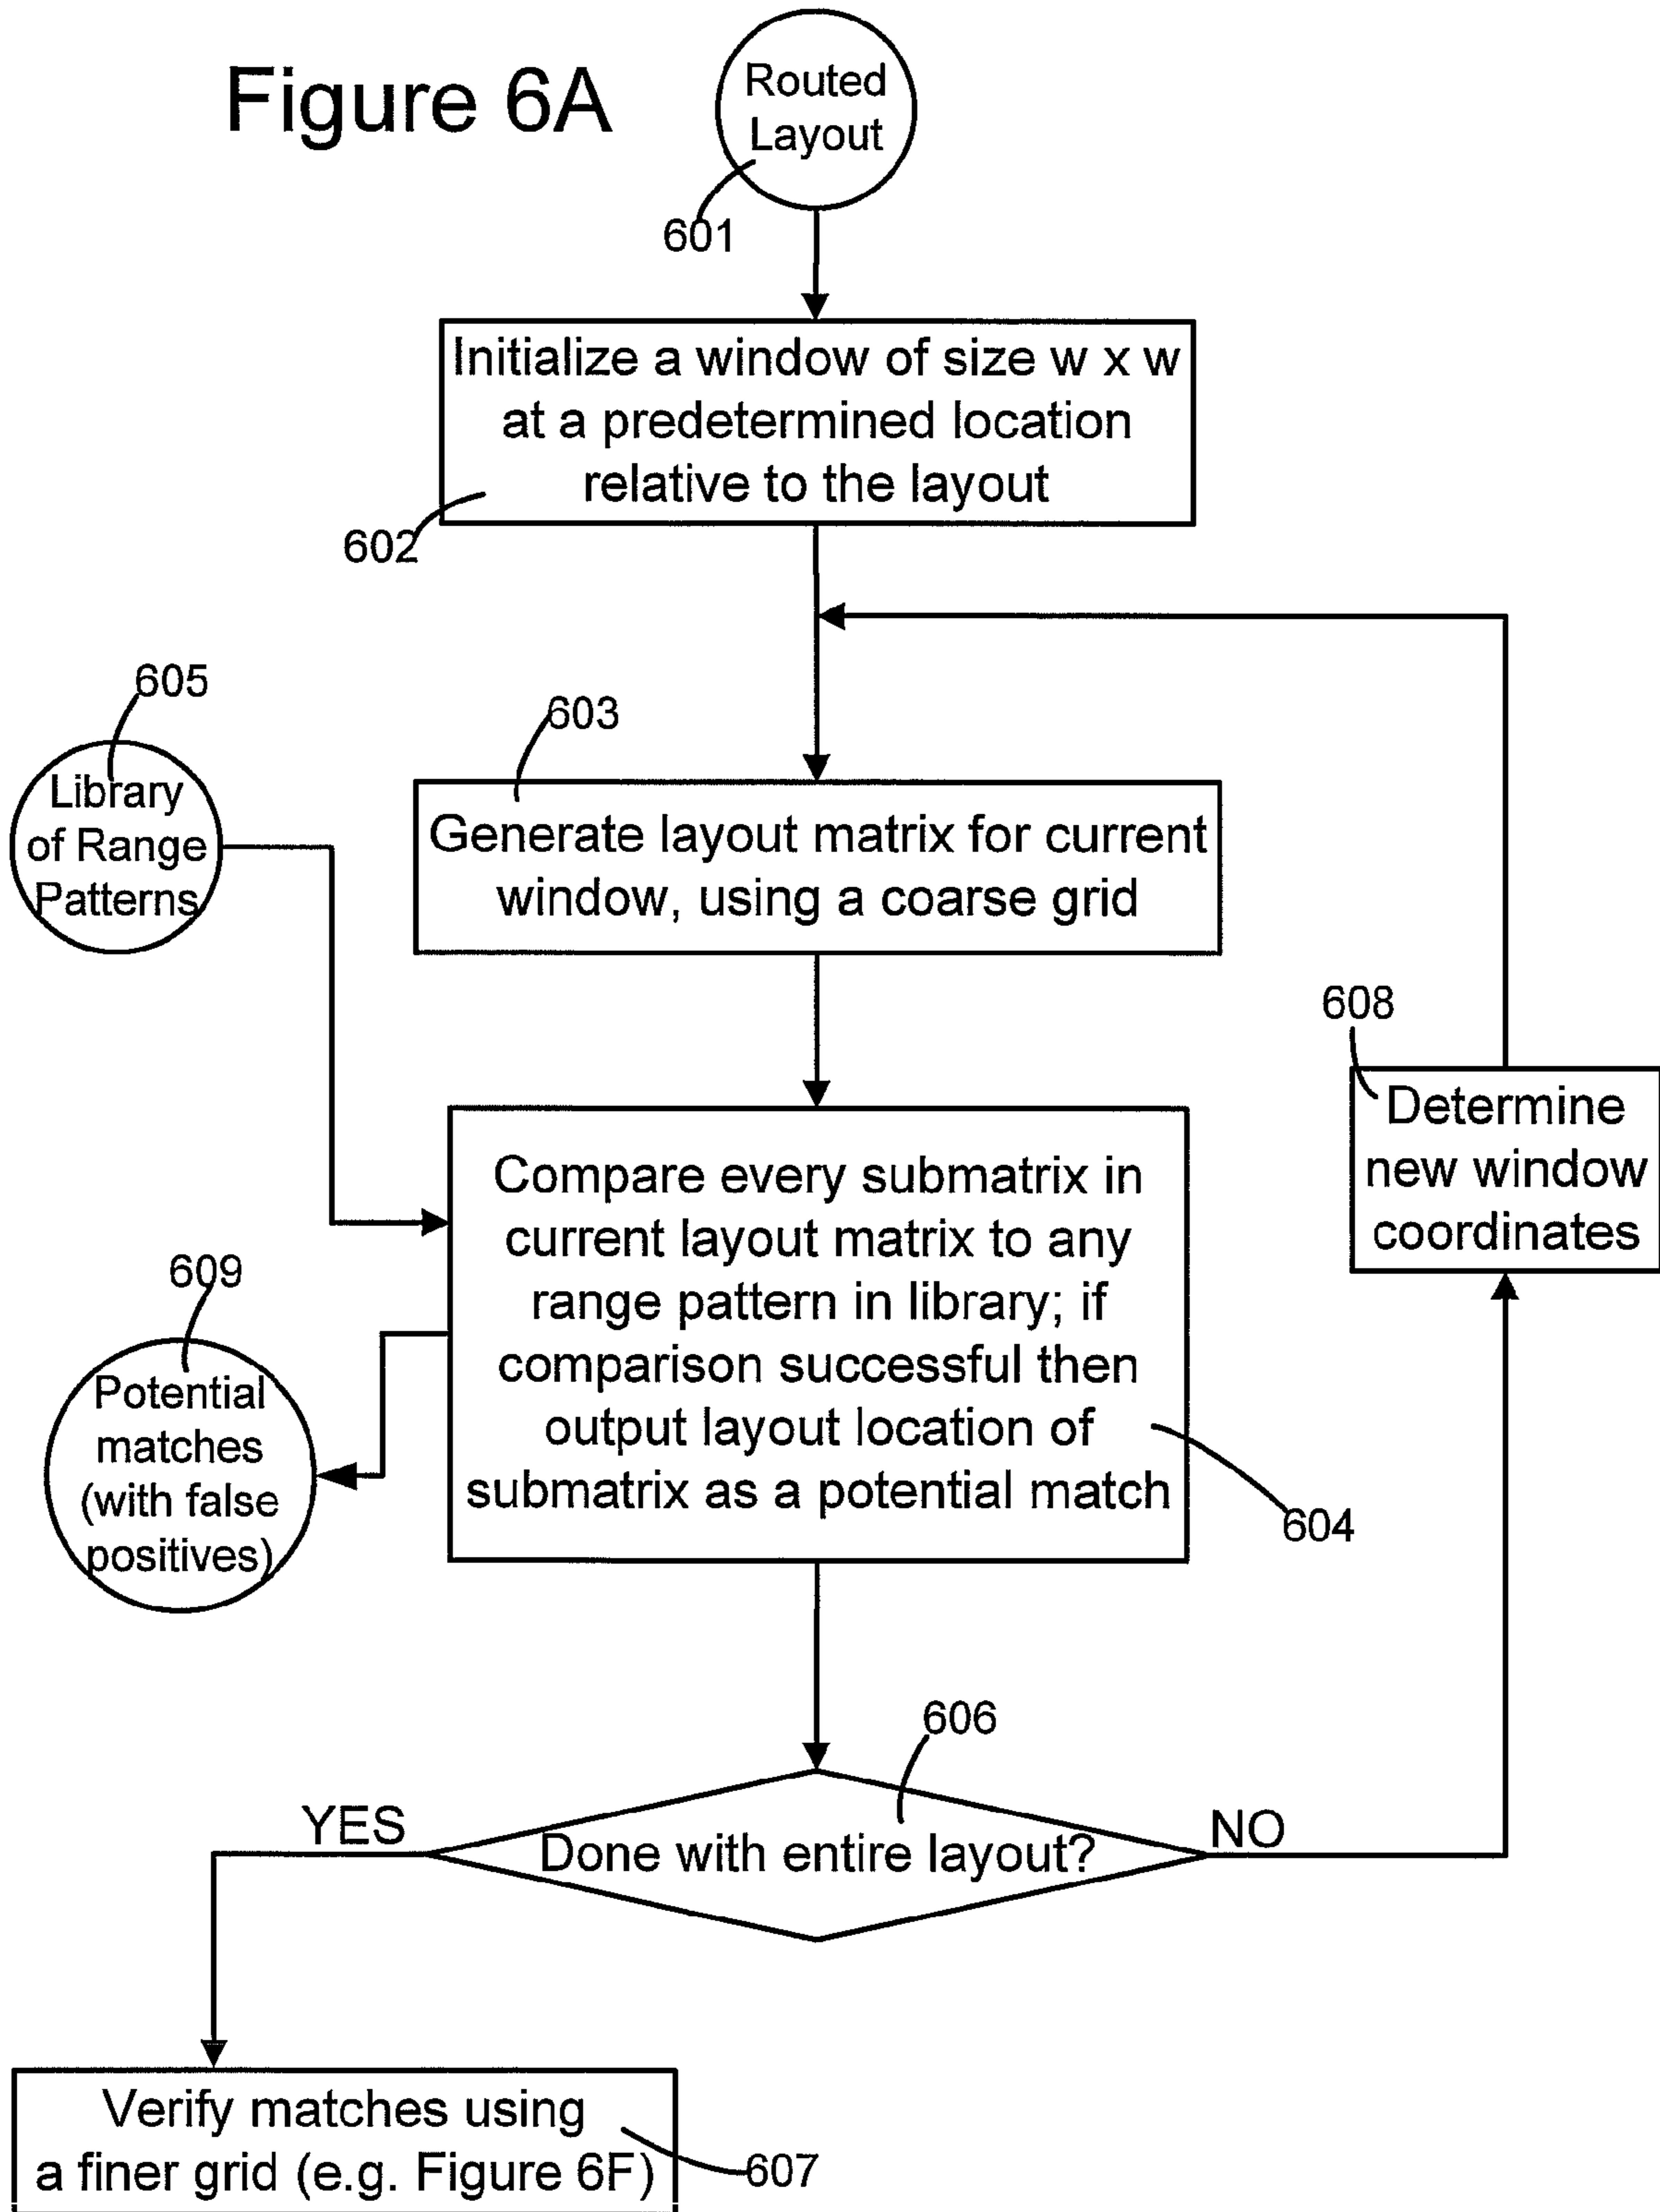 Figure 6A
Routed
Layout
601
Initialize a window of size w x w
at a predetermined location
relative to the layout
602
605
603
Library
of Range
Patterns
Generate layout matrix for current
window, using a coarse grid
608
Determine
new window
coordinates
Compare every submatrix in
current layout matrix to any
range pattern in library; if
comparison successful then
output layout location of
submatrix as a potential match
604
609
Potential
matches
(with false
positives)
606
YES
Done with entire layout?
NO
Verify matches using
a finer grid (e.g. Figure 6F)
607